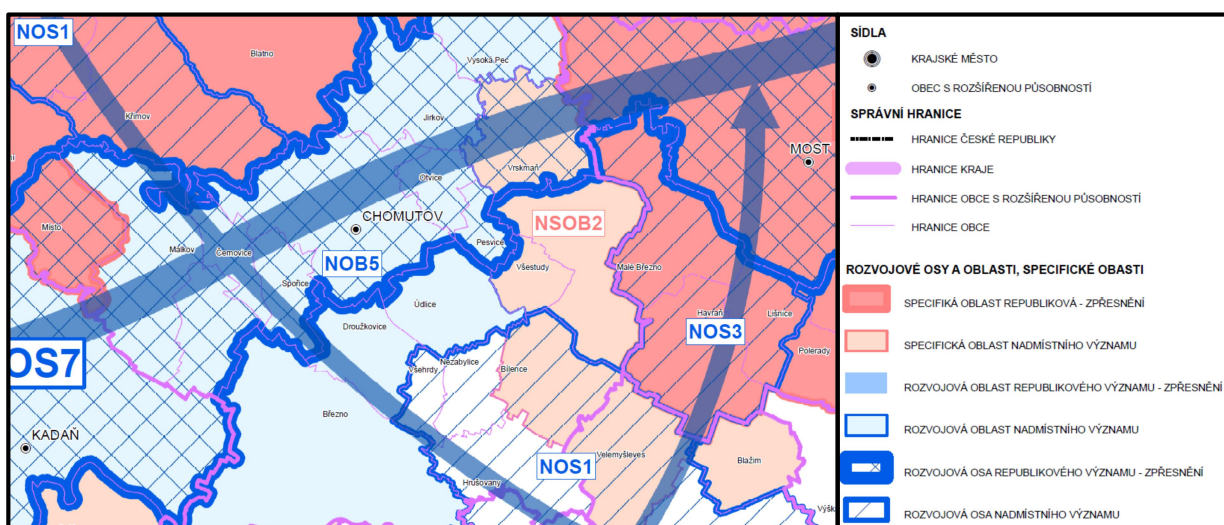 NOS1
Blatno
Vysoká Pec
Křimov
Jirkov
MOST
Vrskmaň
Otvice
Místo
CHOMUTOV
NSOB2
Málkov
Černovice
Pesvice
NOB5
Všestudy
Malé Březno
Spořice
Údlice
Havraň
Lišnice
Droužkovice
NOS3
OS7
Polerady
Všehrdy
Nezabylice
Bílence
Březno
KADAŇ
Velemyšleves
Blažim
NOS1
Hrušovany
Výšk
SÍDLA
KRAJSKÉ MĚSTO
OBEC S ROZŠÍŘENOU PŮSOBNOSTÍ
SPRÁVNÍ HRANICE
HRANICE ČESKÉ REPUBLIKY
HRANICE KRAJE
HRANICE OBCE S ROZŠÍŘENOU PŮSOBNOSTÍ
HRANICE OBCE
ROZVOJOVÉ OSY A OBLASTI, SPECIFICKÉ OBASTI
SPECIFIKÁ OBLAST REPUBLIKOVÁ - ZPŘESNĚNÍ
SPECIFICKÁ OBLAST NADMÍSTNÍHO VÝZNAMU
ROZVOJOVÁ OBLAST REPUBLIKOVÉHO VÝZNAMU - ZPŘESNĚNÍ
ROZVOJOVÁ OBLAST NADMÍSTNÍHO VÝZNAMU
ROZVOJOVÁ OSA REPUBLIKOVÉHO VÝZNAMU - ZPŘESNĚNÍ
ROZVOJOVÁ OSA NADMÍSTNÍHO VÝZNAMU